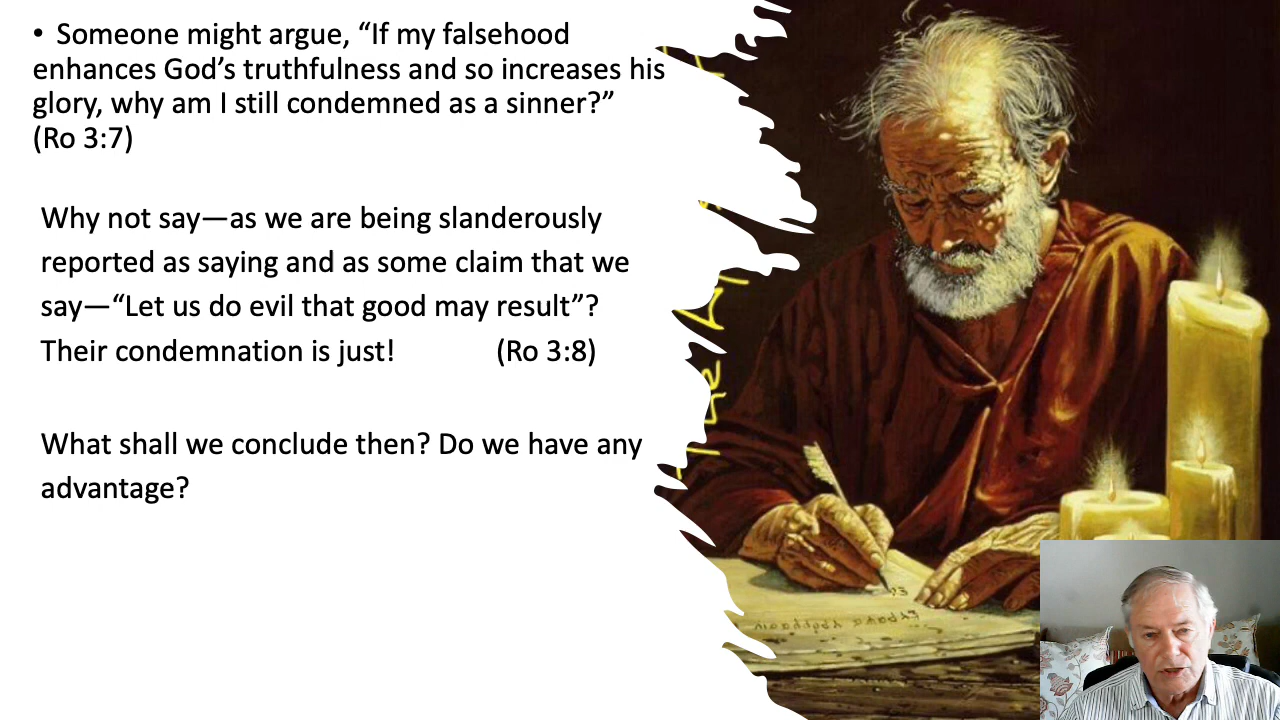 • Someone might argue, “If my falsehood
enhances God’s truthfulness and so increases his
glory, why am I still condemned as a sinner?”
(Ro 3:7)
Why not say—as we are being slanderously
reported as saying and as some claim that we
say—“Let us do evil that good may result”?
Their condemnation is just! (Ro 3:8)
What shall we conclude then? Do we have any
advantage?